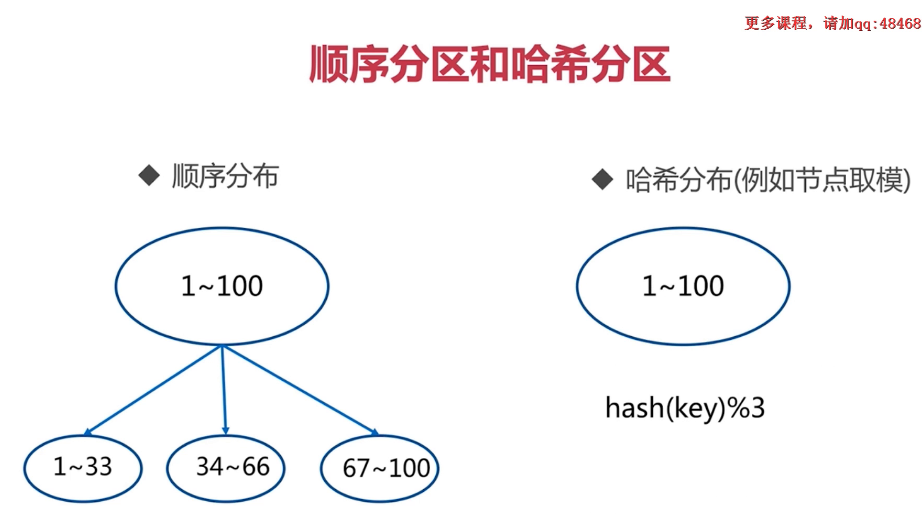 更多课程，请加qq:48468
顺序分区和哈希分区
◆ 顺序分布
◆ 哈希分布(例如节点取模)
1~100
1~100
hash(key)%3
1~33
34~66
67~100